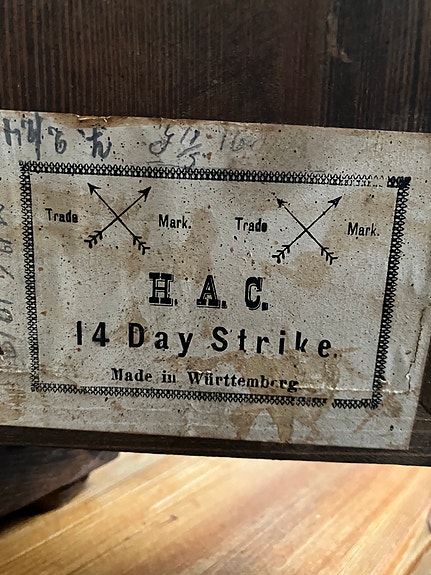 Trade Mark. Trade Mark.
H. A. C.
14 Day Strike.
Made in Württemberg